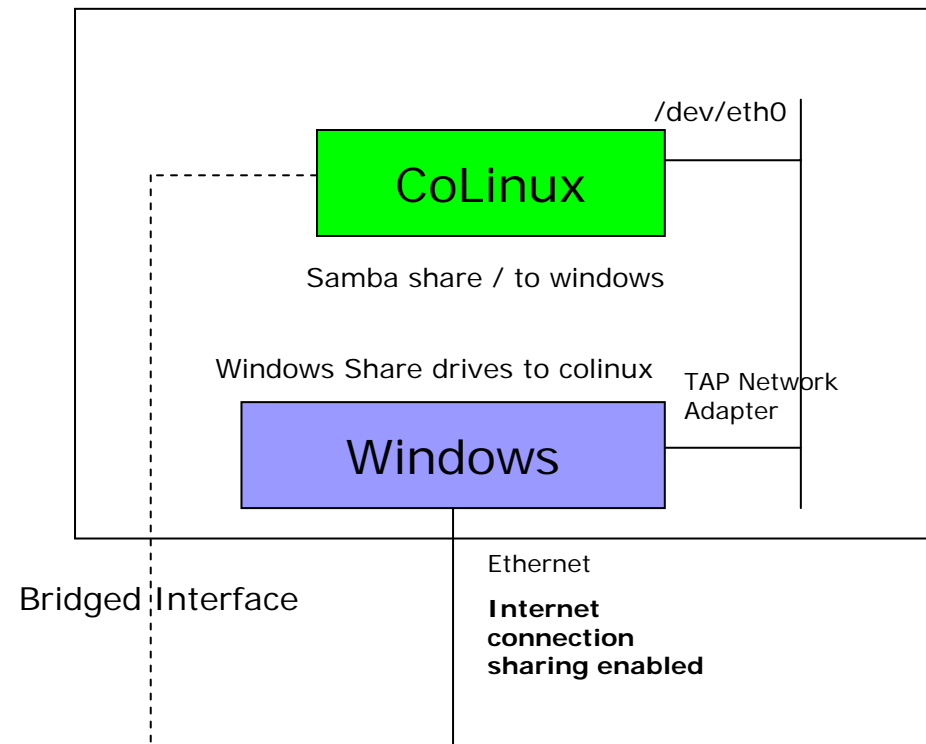 /dev/eth0
CoLinux
Samba share / to windows
Windows Share drives to colinux
TAP Network
Adapter
Windows
Ethernet
Bridged Interface
Internet
connection
sharing enabled